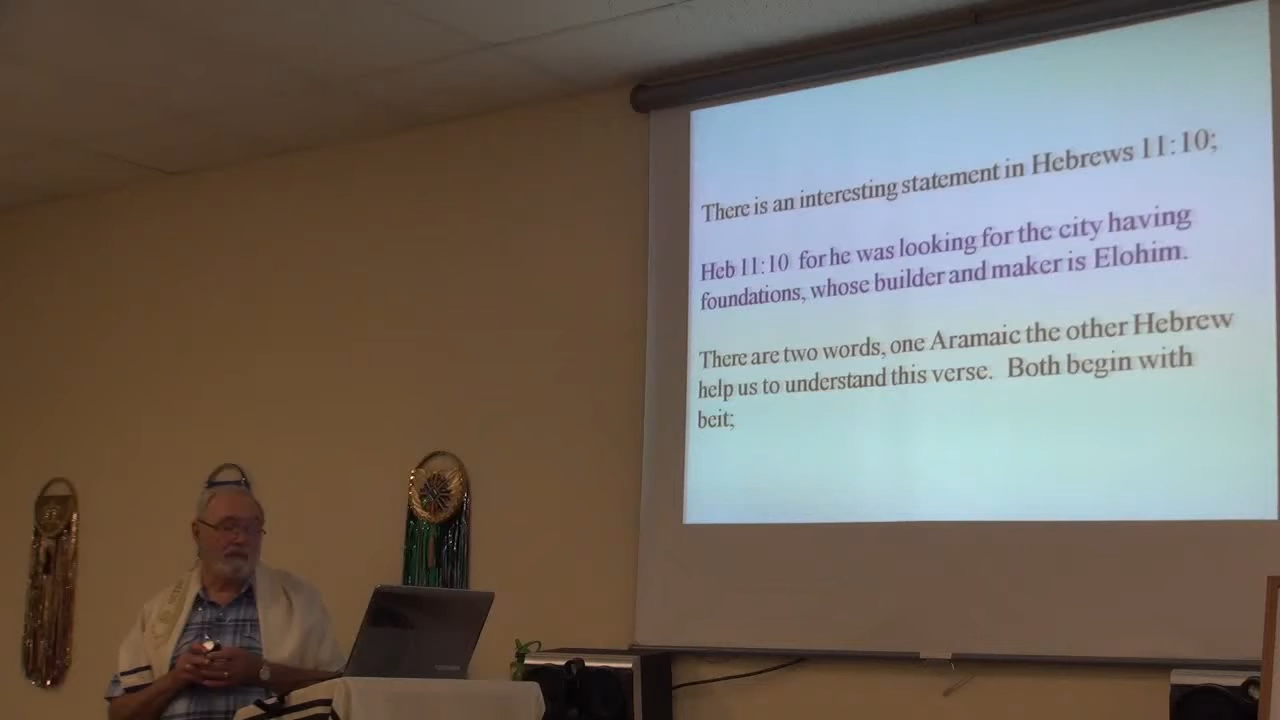 There is an interesting statement in Hebrews 11:10;
Heb 11:10 for he was looking for the city having
foundations, whose builder and maker is Elohim.
There are two words, one Aramaic the other Hebrew
help us to understand this verse. Both begin with
beit;
TOSHIBA